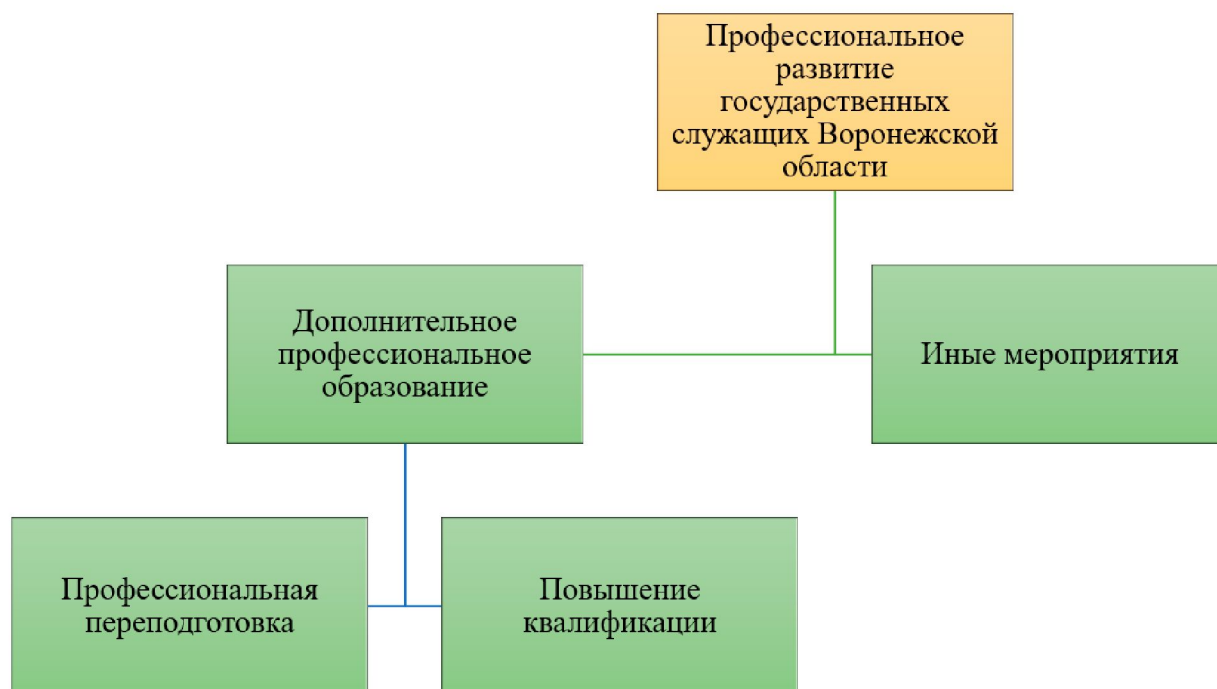 Профессиональное
развитие
государственных
служащих Воронежской
области
Дополнительное
профессиональное
образование
Иные мероприятия
Профессиональная
переподготовка
Повышение
квалификации